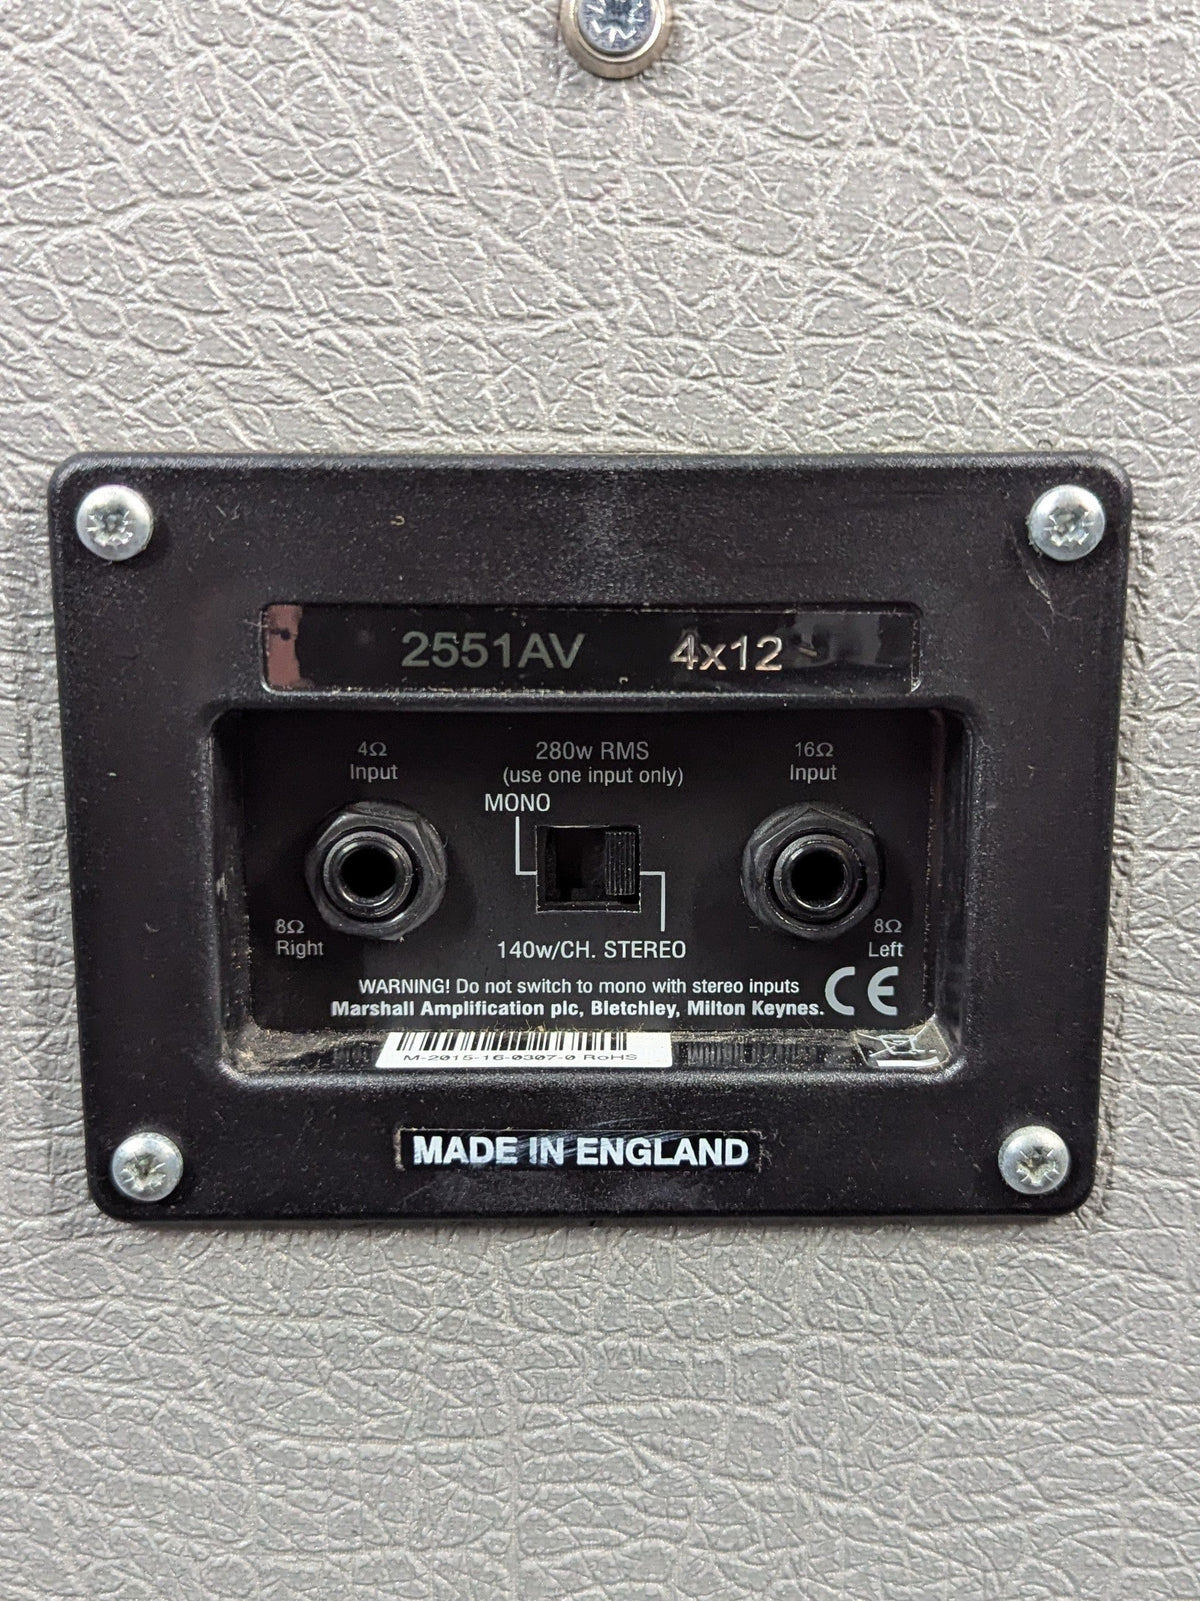 2551AV 4x12
4Ω Input
280w RMS
(use one input only)
16Ω Input
MONO
8Ω Right
8Ω Left
140w/CH. STEREO
WARNING! Do not switch to mono with stereo inputs
Marshall Amplification plc, Bletchley, Milton Keynes. CE
M-2015-16-0307-0 RoHS
MADE IN ENGLAND